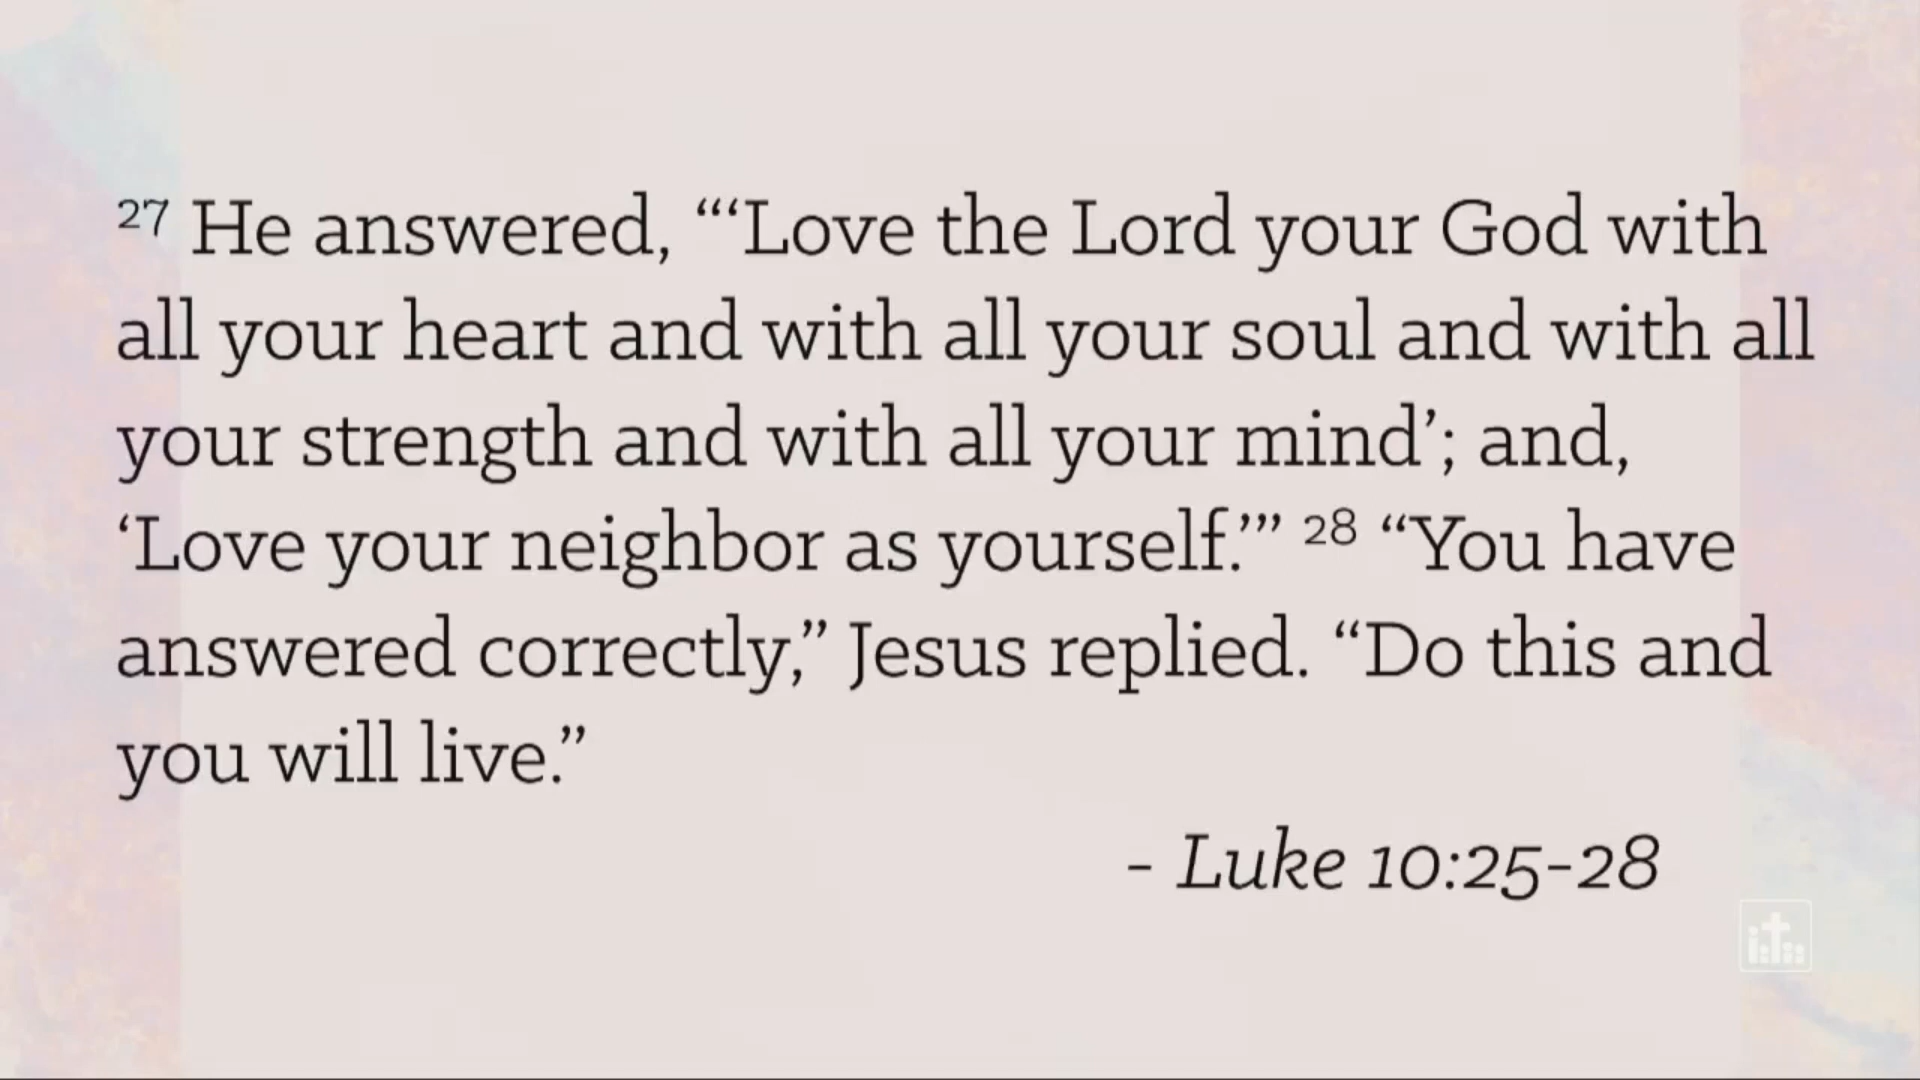 27 He answered, “‘Love the Lord your God with
all your heart and with all your soul and with all
your strength and with all your mind’; and,
‘Love your neighbor as yourself.’” 28 “You have
answered correctly,” Jesus replied. “Do this and
you will live.”
- Luke 10:25-28